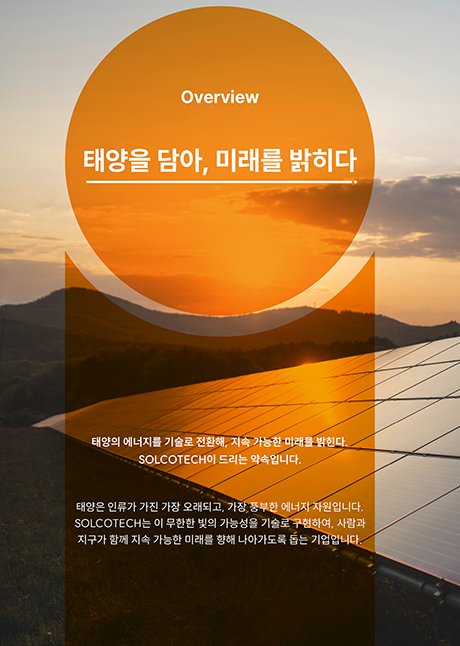 Overview
태양을 담아, 미래를 밝히다
태양의 에너지를 기술로 전환해, 지속 가능한 미래를 밝힌다.
SOLCOTECH이 드리는 약속입니다.
태양은 인류가 가진 가장 오래되고, 가장 풍부한 에너지 자원입니다.
SOLCOTECH는 이 무한한 빛의 가능성을 기술로 구현하여, 사람과
지구가 함께 지속 가능한 미래를 향해 나아가도록 돕는 기업입니다.